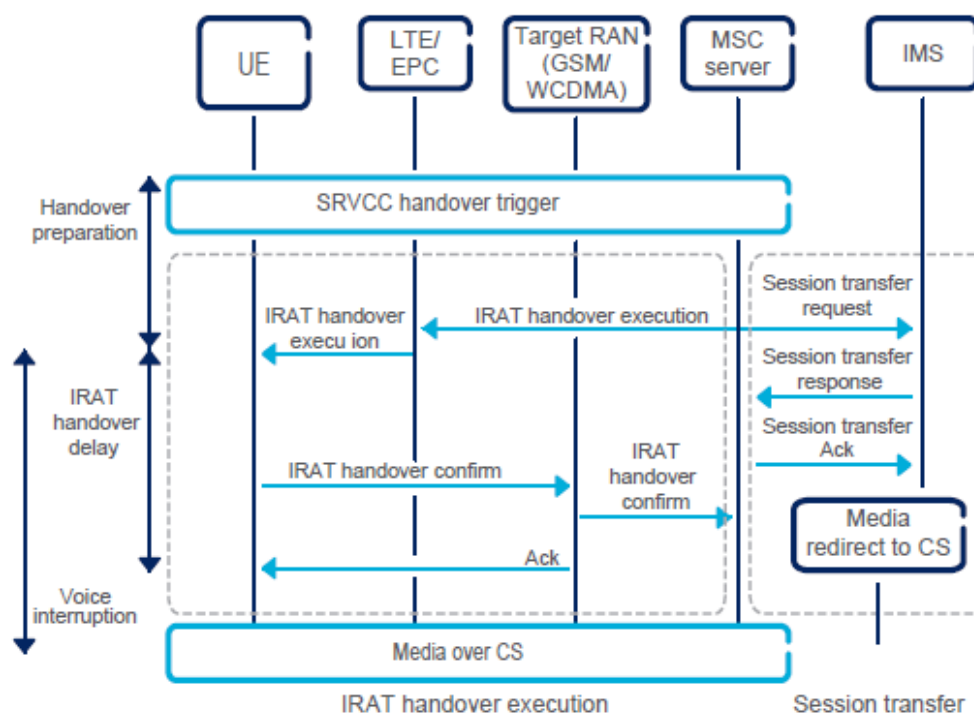 UE
LTE/
EPC
Target RAN
(GSM/
WCDMA)
MSC
server
IMS
SRVCC handover trigger
Handover
preparation
IRAT handover
execu ion
IRAT handover execution
Session transfer
request
Session transfer
response
IRAT
handover
delay
Session transfer
Ack
IRAT handover confirm
IRAT
handover
confirm
Media
redirect to CS
Ack
Voice
interruption
Media over CS
IRAT handover execution
Session transfer